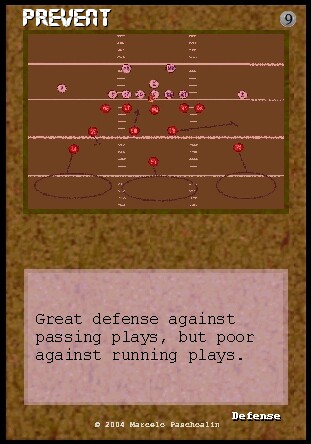 PREVENT
9
Great defense against
passing plays, but poor
against running plays.
Defense
© 2004 Marcelo Paschoalin